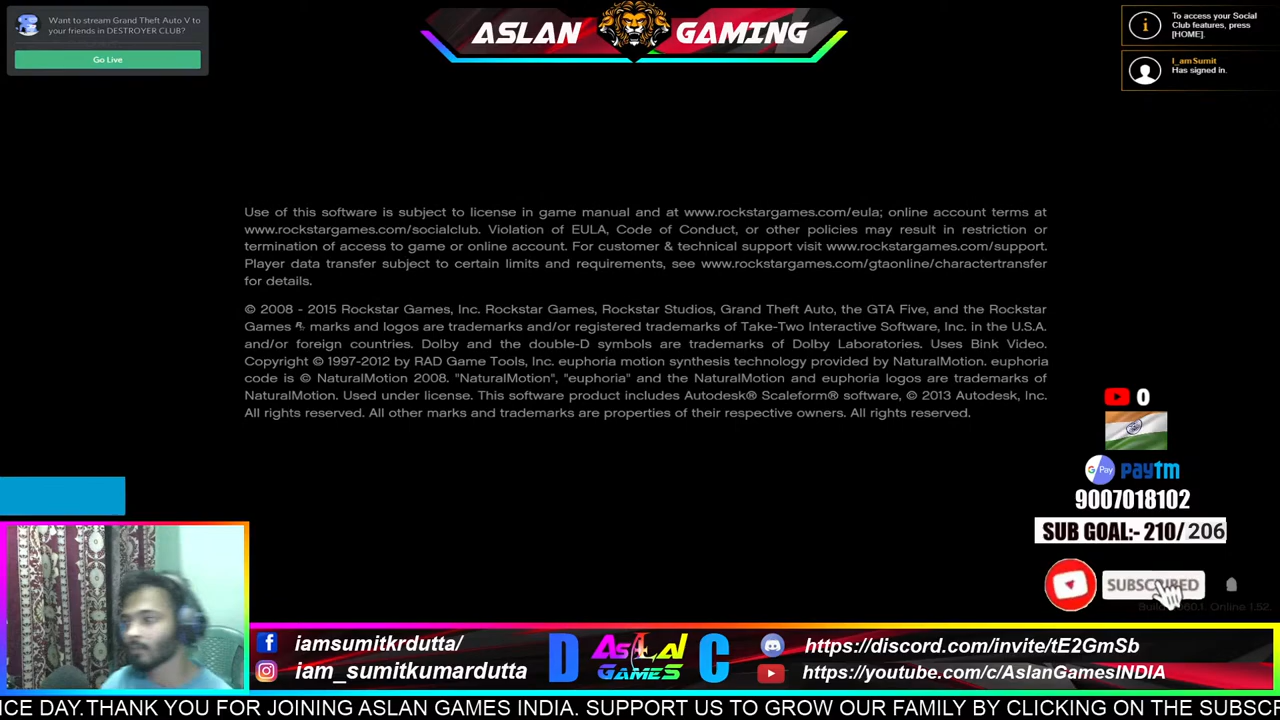 Want to stream Grand Theft Auto V to
your friends in DESTROYER CLUB?
Go Live
ASLAN GAMING
To access your Social
Club features, press
[HOME].
I_amSumit
Has signed in.
Use of this software is subject to license in game manual and at www.rockstargames.com/eula; online account terms at
www.rockstargames.com/socialclub. Violation of EULA, Code of Conduct, or other policies may result in restriction or
termination of access to game or online account. For customer & technical support visit www.rockstargames.com/support.
Player data transfer subject to certain limits and requirements, see www.rockstargames.com/gtaonline/charactertransfer
for details.
© 2008 - 2015 Rockstar Games, Inc. Rockstar Games, Rockstar Studios, Grand Theft Auto, the GTA Five, and the Rockstar
Games R* marks and logos are trademarks and/or registered trademarks of Take-Two Interactive Software, Inc. in the U.S.A.
and/or foreign countries. Dolby and the double-D symbols are trademarks of Dolby Laboratories. Uses Bink Video.
Copyright © 1997-2012 by RAD Game Tools, Inc. euphoria motion synthesis technology provided by NaturalMotion. euphoria
code is © NaturalMotion 2008. "NaturalMotion", "euphoria" and the NaturalMotion and euphoria logos are trademarks of
NaturalMotion. Used under license. This software product includes Autodesk® Scaleform® software, © 2013 Autodesk, Inc.
All rights reserved. All other marks and trademarks are properties of their respective owners. All rights reserved.
0
G Pay paytm
9007018102
SUB GOAL:- 210/ 206
SUBSCRIBED
Online 1.52
iamsumitkrdutta/
iam_sumitkumardutta
D ASLAN GAMES C
https://discord.com/invite/tE2GmSb
https://youtube.com/c/AslanGamesINDIA
ICE DAY.THANK YOU FOR JOINING ASLAN GAMES INDIA. SUPPORT US TO GROW OUR FAMILY BY CLICKING ON THE SUBSC